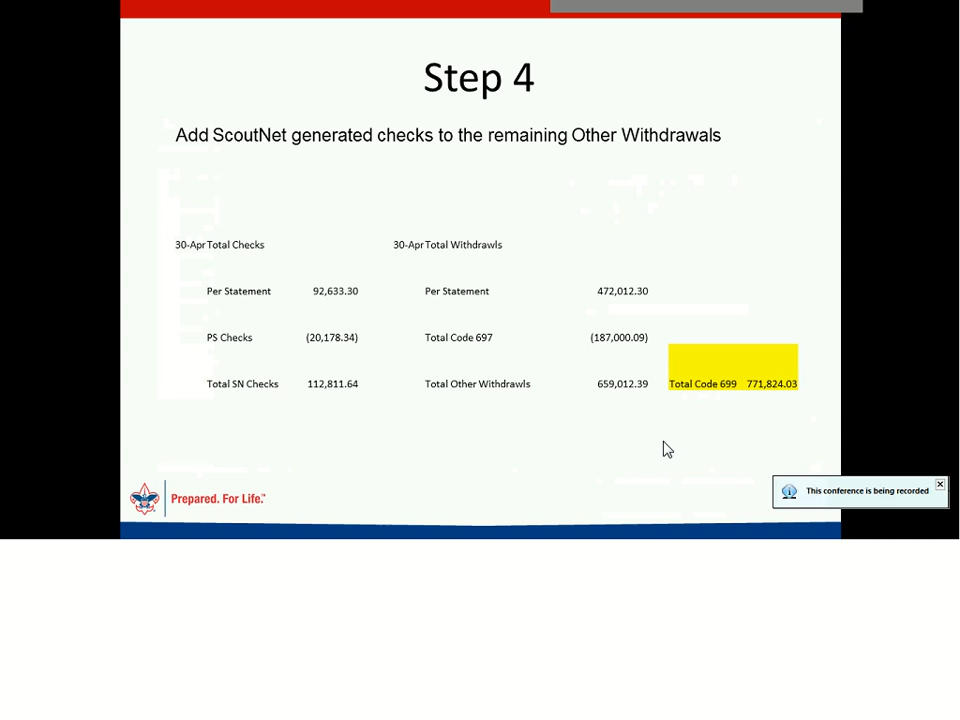 Step 4
Add ScoutNet generated checks to the remaining Other Withdrawals
30-Apr Total Checks 30-Apr Total Withdrawls
Per Statement 92,633.30 Per Statement 472,012.30
PS Checks (20,178.34) Total Code 697 (187,000.09)
Total SN Checks 112,811.64 Total Other Withdrawls 659,012.39 Total Code 699 771,824.03
Prepared. For Life.™
This conference is being recorded